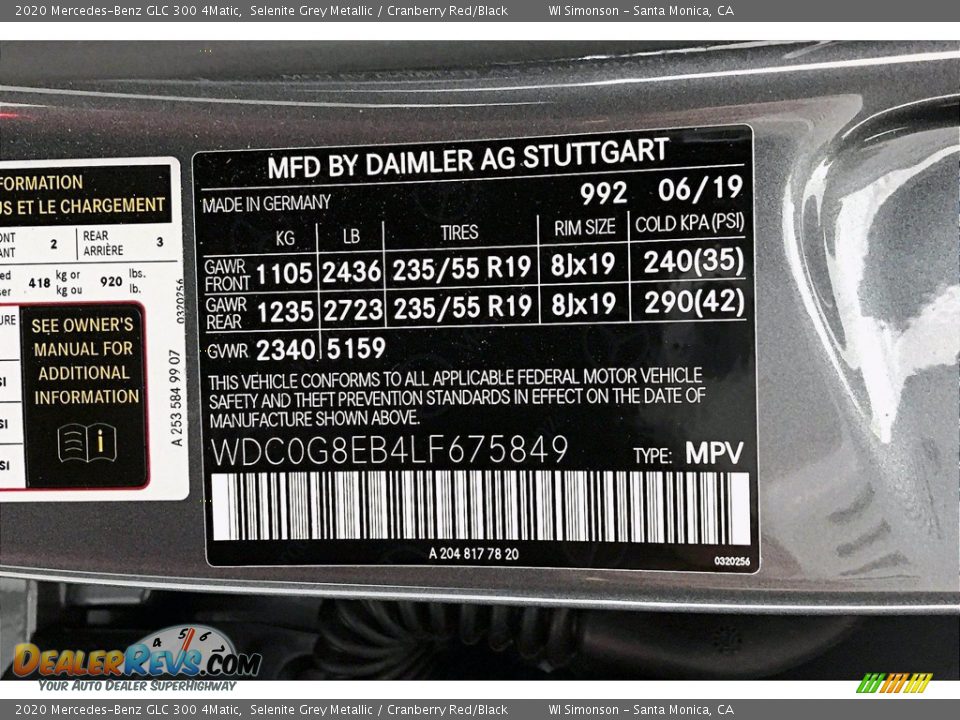 2020 Mercedes-Benz GLC 300 4Matic, Selenite Grey Metallic / Cranberry Red/Black WI Simonson - Santa Monica, CA
MFD BY DAIMLER AG STUTTGART
MADE IN GERMANY 992 06/19
KG LB TIRES RIM SIZE COLD KPA (PSI)
GAWR FRONT 1105 2436 235/55 R19 8Jx19 240(35)
GAWR REAR 1235 2723 235/55 R19 8Jx19 290(42)
GVWR 2340 5159
THIS VEHICLE CONFORMS TO ALL APPLICABLE FEDERAL MOTOR VEHICLE
SAFETY AND THEFT PREVENTION STANDARDS IN EFFECT ON THE DATE OF
MANUFACTURE SHOWN ABOVE.
WDC0G8EB4LF675849 TYPE: MPV
A 204 817 78 20
0320256
FORMATION
US ET LE CHARGEMENT
2 REAR ARRIÈRE 3
418 kg or kg ou 920 lbs. lb.
SEE OWNER'S
MANUAL FOR
ADDITIONAL
INFORMATION
i
0320256
A 253 584 99 07
4 5 6
DEALERREVS.COM
YOUR AUTO DEALER SUPERHIGHWAY
2020 Mercedes-Benz GLC 300 4Matic, Selenite Grey Metallic / Cranberry Red/Black WI Simonson - Santa Monica, CA